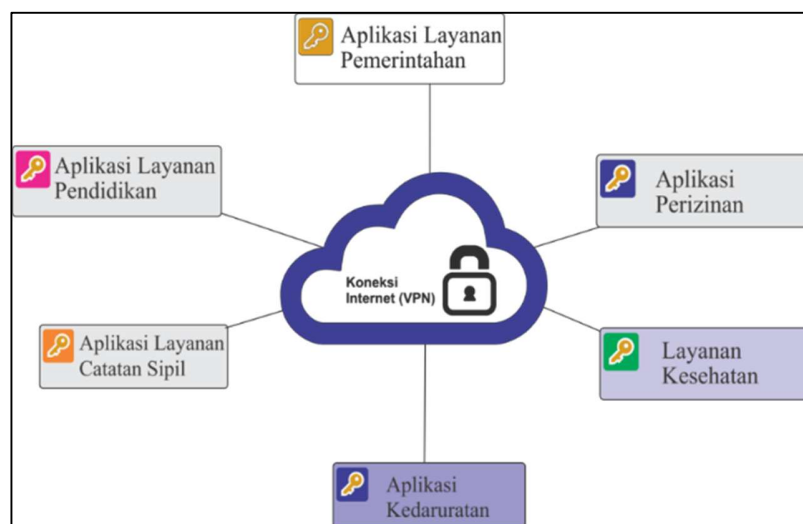 Aplikasi Layanan
Pemerintahan
Aplikasi Layanan
Pendidikan
Aplikasi
Perizinan
Koneksi
Internet (VPN)
Aplikasi Layanan
Catatan Sipil
Layanan
Kesehatan
Aplikasi
Kedaruratan